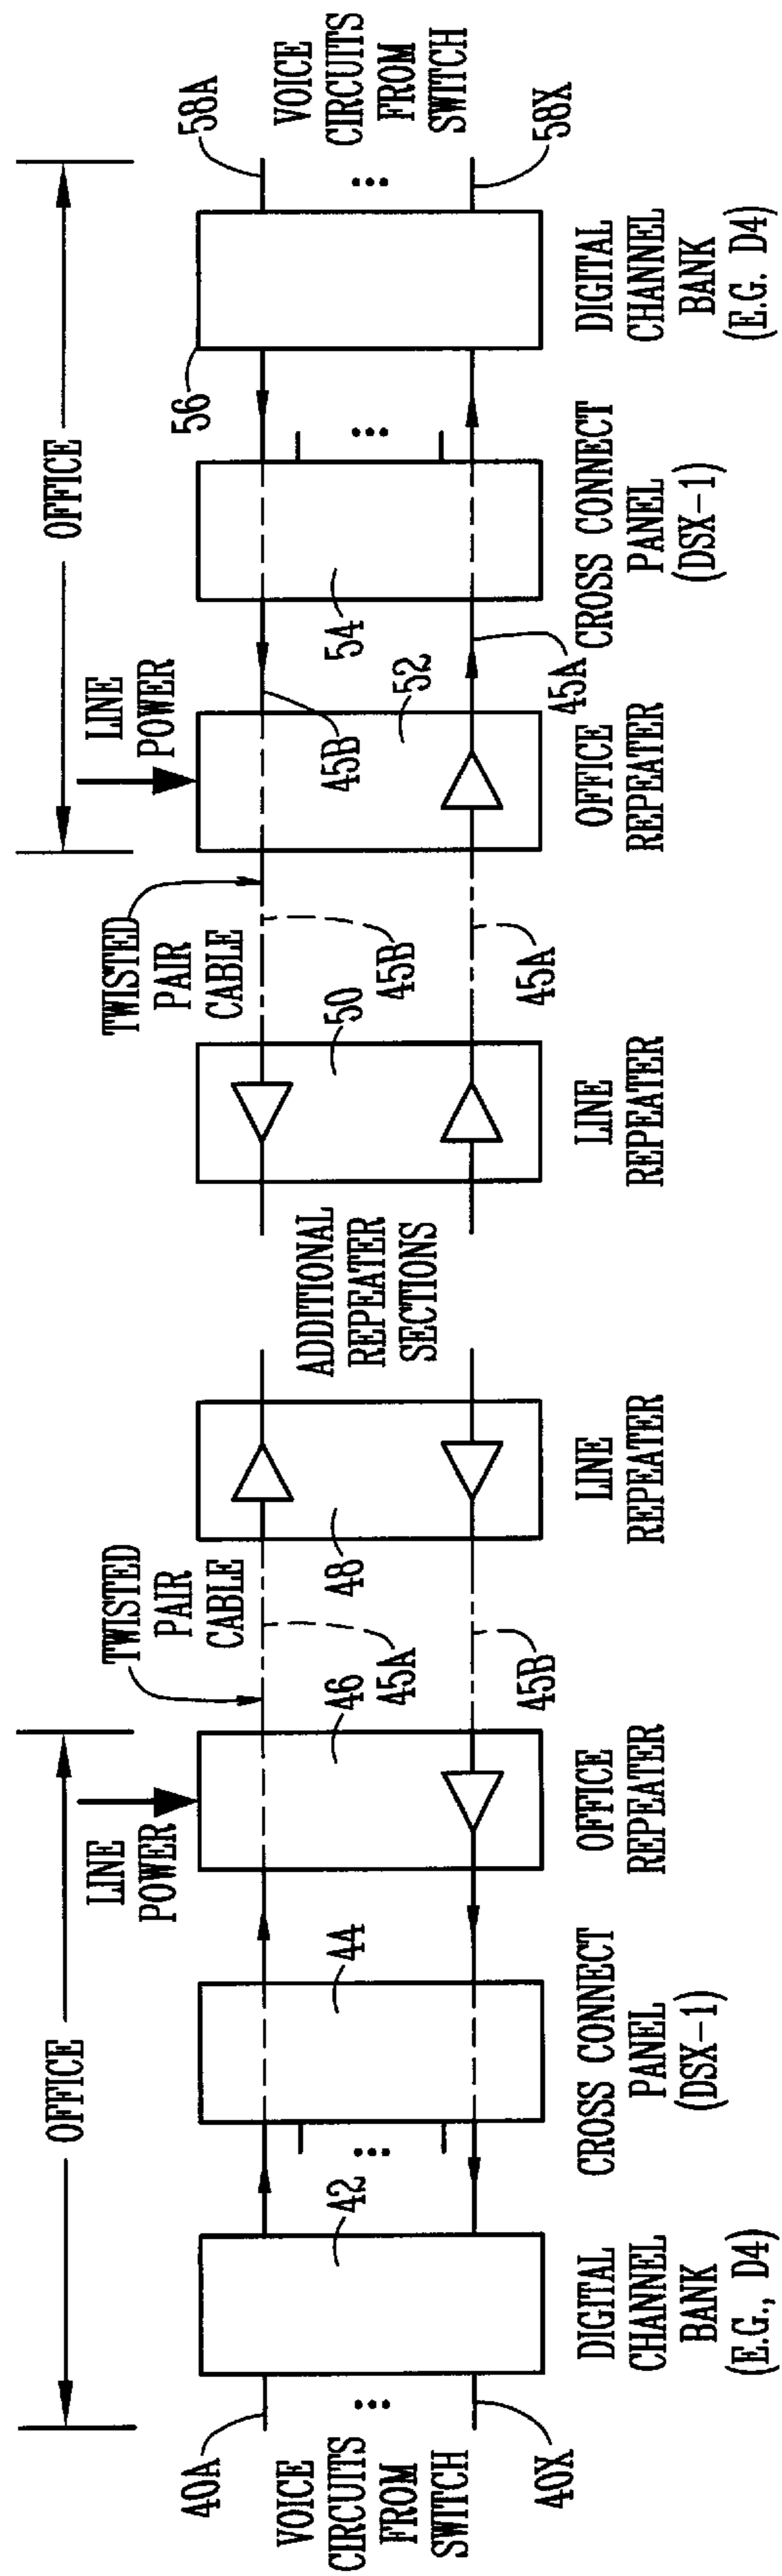 OFFICE
OFFICE
LINE
POWER
TWISTED
PAIR
CABLE
TWISTED
PAIR
CABLE
LINE
POWER
40A
VOICE
CIRCUITS
FROM
SWITCH
40X
42
44
46
45A
45B
48
ADDITIONAL
REPEATER
SECTIONS
50
45B
45A
52
45B
45A
54
56
58A
VOICE
CIRCUITS
FROM
SWITCH
58X
DIGITAL
CHANNEL
BANK
(E.G., D4)
CROSS CONNECT
PANEL
(DSX-1)
OFFICE
REPEATER
LINE
REPEATER
LINE
REPEATER
OFFICE
REPEATER
CROSS CONNECT
PANEL
(DSX-1)
DIGITAL
CHANNEL
BANK
(E.G. D4)